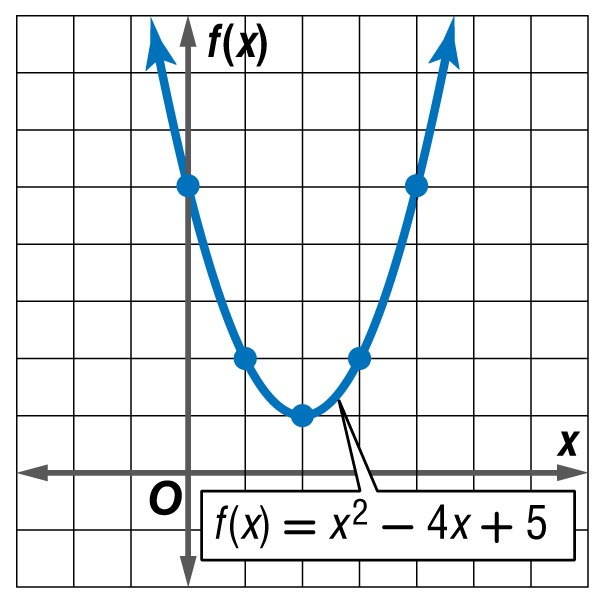 f(x)
x
O
f(x) = x² − 4x + 5